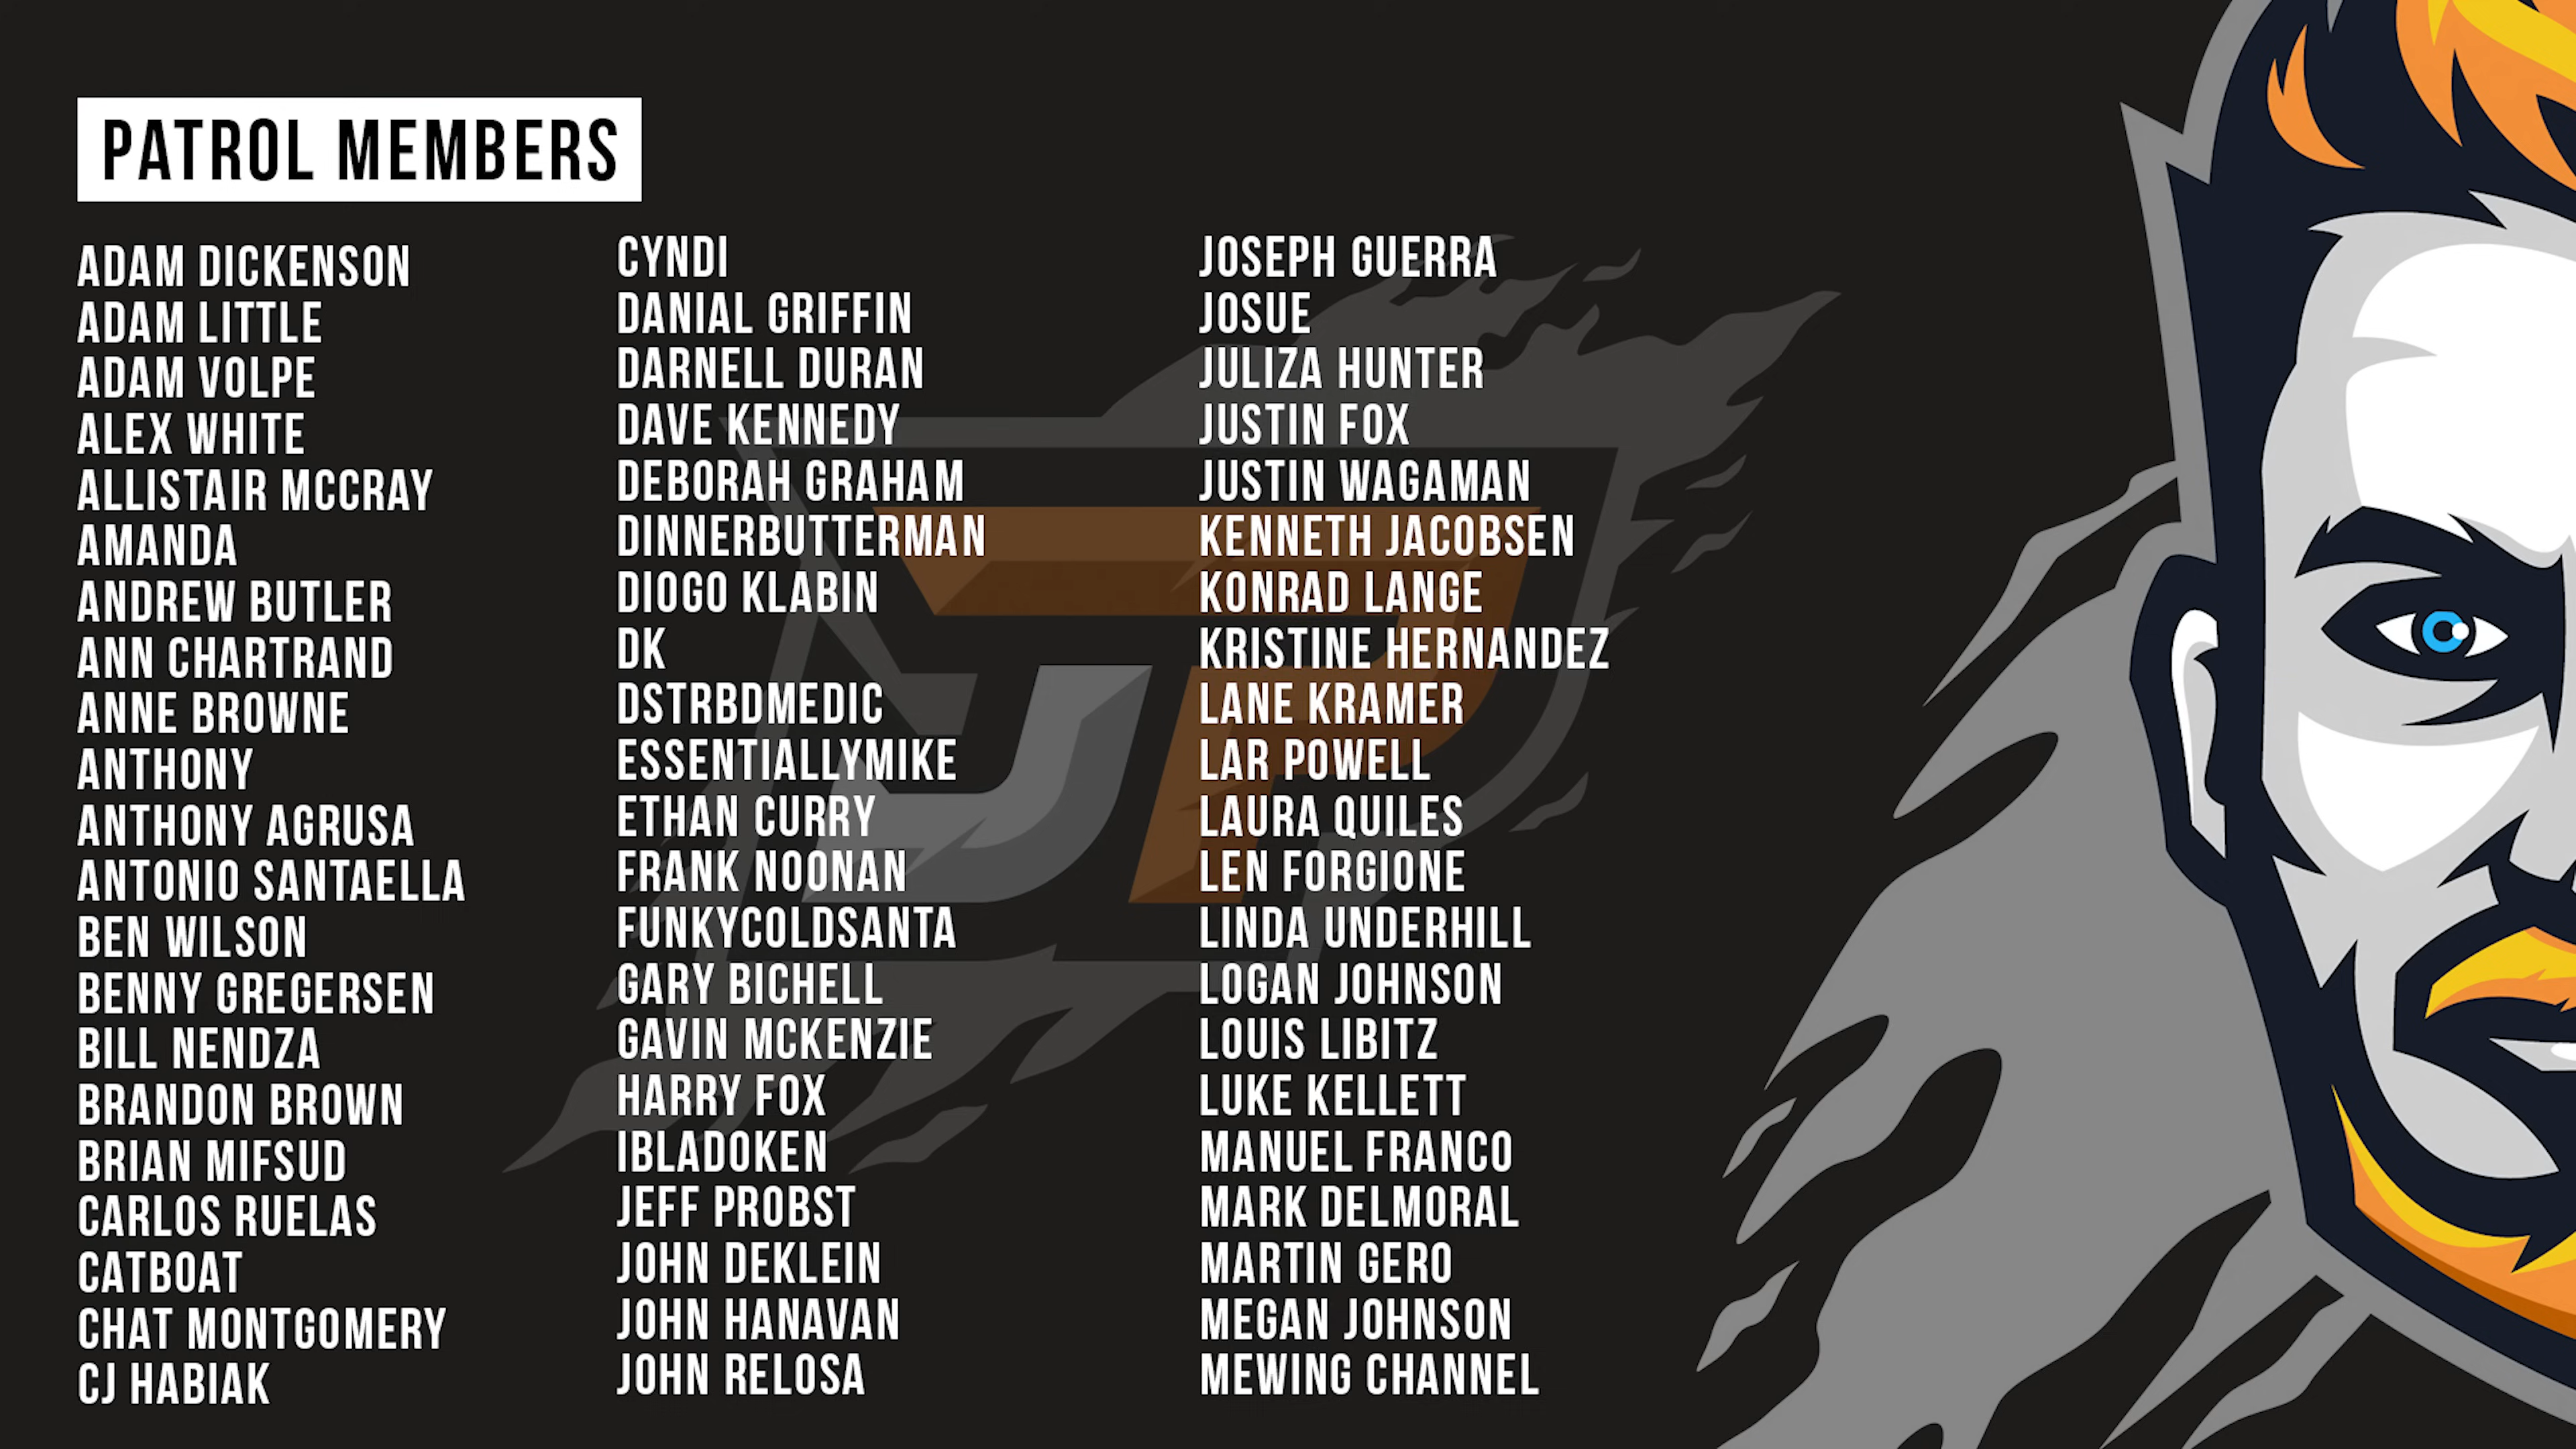 PATROL MEMBERS
ADAM DICKENSON
ADAM LITTLE
ADAM VOLPE
ALEX WHITE
ALLISTAIR MCCRAY
AMANDA
ANDREW BUTLER
ANN CHARTRAND
ANNE BROWNE
ANTHONY
ANTHONY AGRUSA
ANTONIO SANTAELLA
BEN WILSON
BENNY GREGERSEN
BILL NENDZA
BRANDON BROWN
BRIAN MIFSUD
CARLOS RUELAS
CATBOAT
CHAT MONTGOMERY
CJ HABIAK
CYNDI
DANIAL GRIFFIN
DARNELL DURAN
DAVE KENNEDY
DEBORAH GRAHAM
DINNERBUTTERMAN
DIOGO KLABIN
DK
DSTRBDMEDIC
ESSENTIALLYMIKE
ETHAN CURRY
FRANK NOONAN
FUNKYCOLDSANTA
GARY BICHELL
GAVIN MCKENZIE
HARRY FOX
IBLADOKEN
JEFF PROBST
JOHN DEKLEIN
JOHN HANAVAN
JOHN RELOSA
JOSEPH GUERRA
JOSUE
JULIZA HUNTER
JUSTIN FOX
JUSTIN WAGAMAN
KENNETH JACOBSEN
KONRAD LANGE
KRISTINE HERNANDEZ
LANE KRAMER
LAR POWELL
LAURA QUILES
LEN FORGIONE
LINDA UNDERHILL
LOGAN JOHNSON
LOUIS LIBITZ
LUKE KELLETT
MANUEL FRANCO
MARK DELMORAL
MARTIN GERO
MEGAN JOHNSON
MEWING CHANNEL
JP